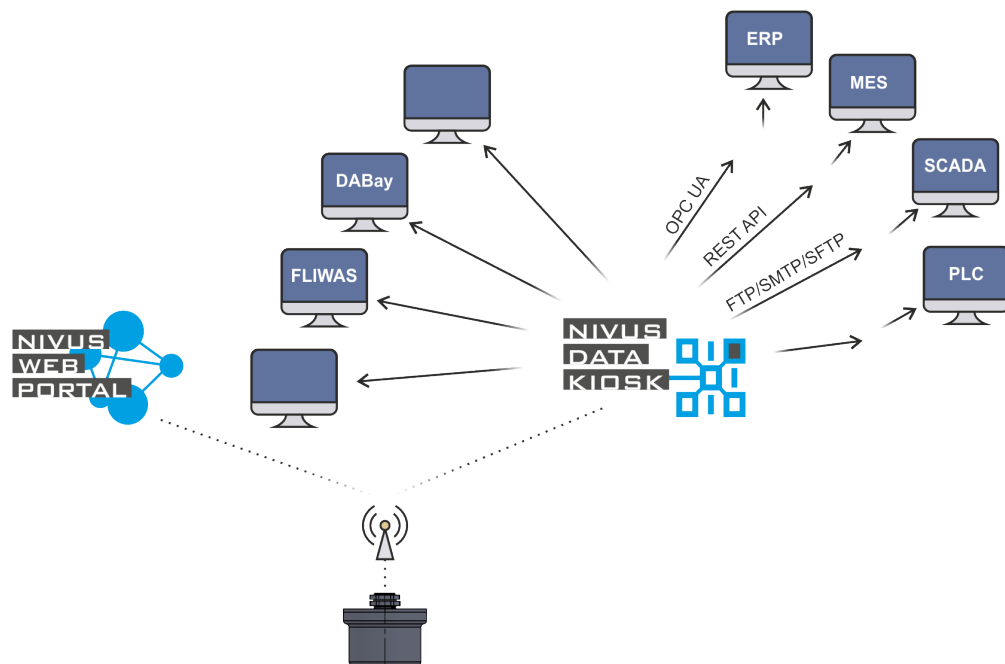 ERP
MES
SCADA
PLC
DABay
FLIWAS
OPC UA
REST API
FTP/SMTP/SFTP
NIVUS
WEB
PORTAL
NIVUS
DATA
KIOSK